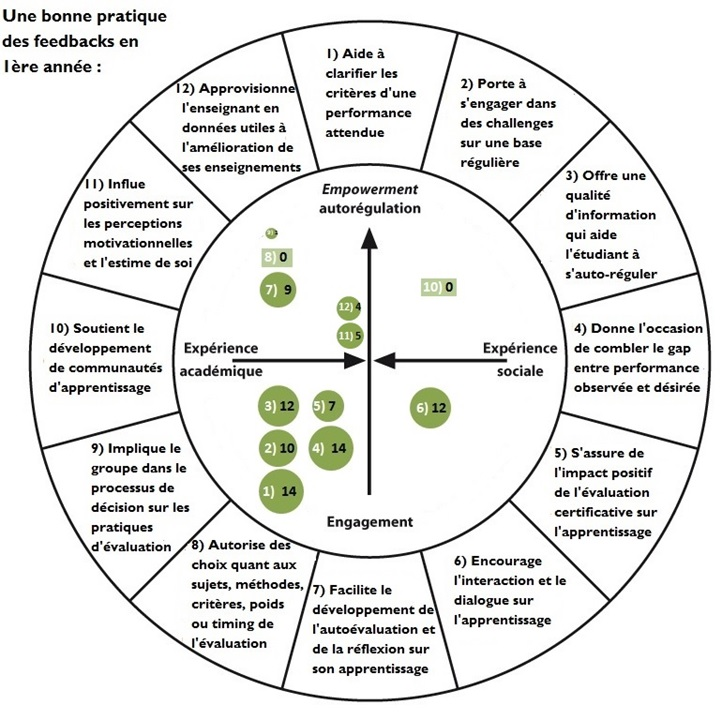 Une bonne pratique
des feedbacks en
1ère année :
1) Aide à
clarifier les
critères d'une
performance
attendue
2) Porte à
s'engager dans
des challenges
sur une base
régulière
3) Offre une
qualité
d'information
qui aide
l'étudiant à
s'auto-réguler
4) Donne l'occasion
de combler le gap
entre performance
observée et désirée
5) S'assure de
l'impact positif
de l'évaluation
certificative sur
l'apprentissage
6) Encourage
l'interaction et le
dialogue sur
l'apprentissage
7) Facilite le
développement de
l'autoévaluation et
de la réflexion sur
son apprentissage
8) Autorise des
choix quant aux
sujets, méthodes,
critères, poids
ou timing de
l'évaluation
9) Implique le
groupe dans le
processus de
décision sur les
pratiques
d'évaluation
10) Soutient le
développement
de communautés
d'apprentissage
11) Influe
positivement sur
les perceptions
motivationnelles
et l'estime de soi
12) Approvisionne
l'enseignant en
données utiles à
l'amélioration de
ses enseignements
Empowerment
autorégulation
8) 0
7) 9
10) 0
12) 4
11) 5
Expérience
académique
Expérience
sociale
3) 12
5) 7
6) 12
2) 10
4) 14
1) 14
Engagement